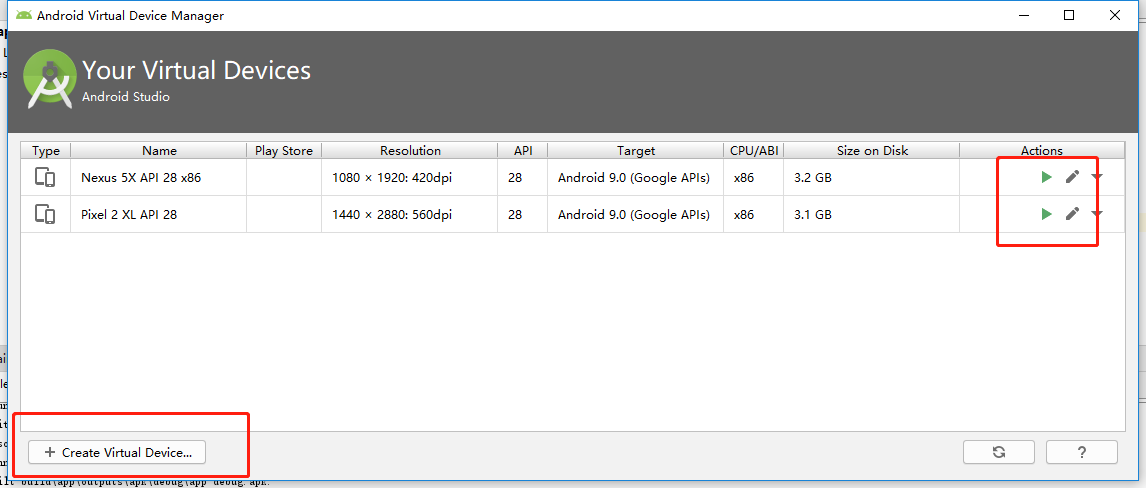 Android Virtual Device Manager
Your Virtual Devices
Android Studio
Type Name Play Store Resolution API Target CPU/ABI Size on Disk Actions
Nexus 5X API 28 x86 1080 × 1920: 420dpi 28 Android 9.0 (Google APIs) x86 3.2 GB
Pixel 2 XL API 28 1440 × 2880: 560dpi 28 Android 9.0 (Google APIs) x86 3.1 GB
+ Create Virtual Device...
?